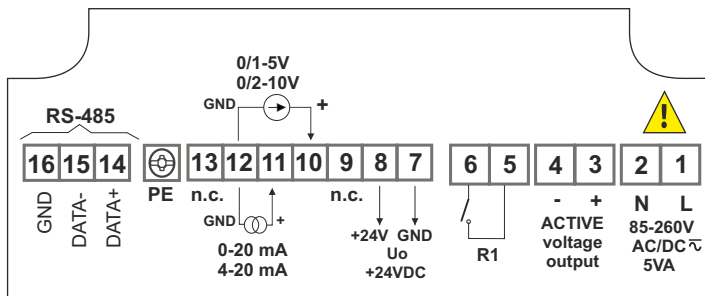 0/1-5V
0/2-10V
GND +
RS-485
16 15 14 13 12 11 10 9 8 7 6 5 4 3 2 1
PE n.c. n.c.
GND DATA- DATA+
GND +
0-20 mA
4-20 mA
+24V GND
Uo
+24VDC
R1
- +
ACTIVE
voltage
output
N L
85-260V
AC/DC
5VA
!